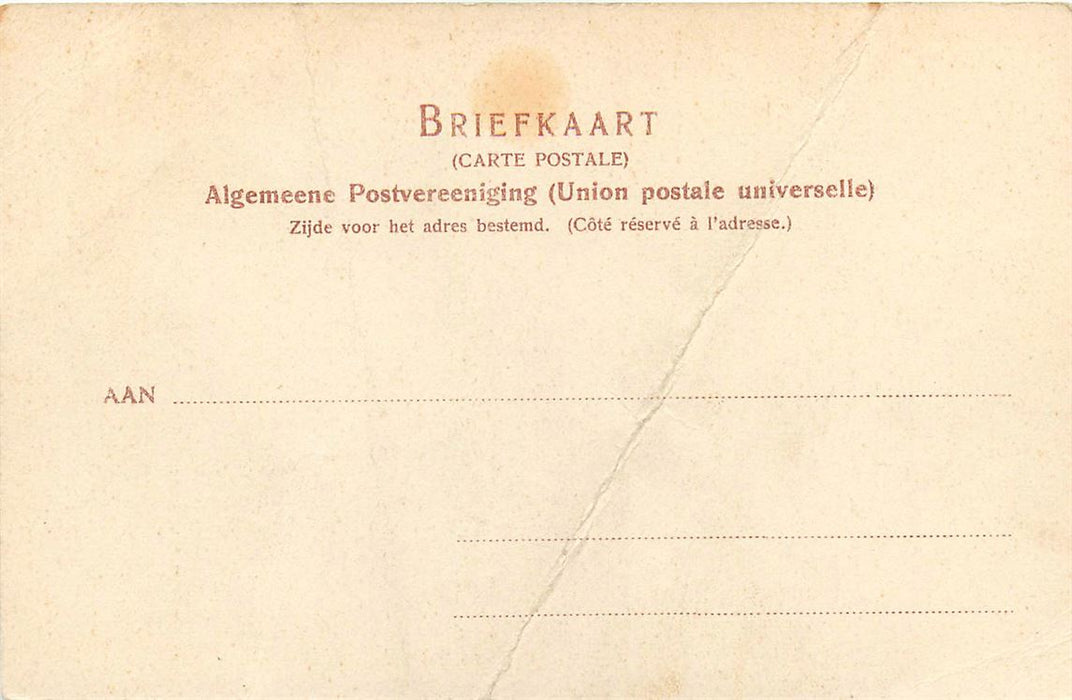 BRIEFKAART
(CARTE POSTALE)
Algemeene Postvereeniging (Union postale universelle)
Zijde voor het adres bestemd. (Côté réservé à l'adresse.)
AAN